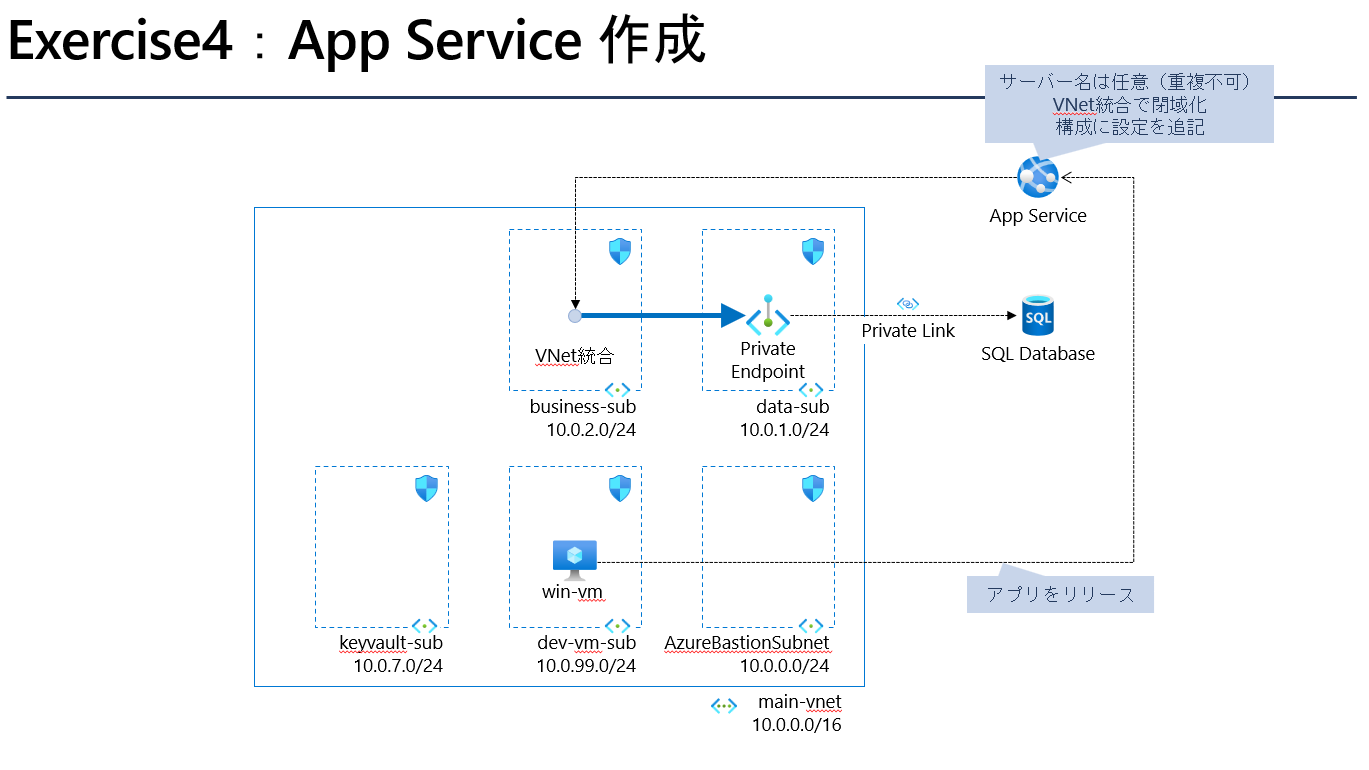 Exercise4：App Service 作成
サーバー名は任意（重複不可）
VNet統合で閉域化
構成に設定を追記
App Service
VNet統合
Private
Endpoint
Private Link
SQL
SQL Database
business-sub
10.0.2.0/24
data-sub
10.0.1.0/24
win-vm
アプリをリリース
keyvault-sub
10.0.7.0/24
dev-vm-sub
10.0.99.0/24
AzureBastionSubnet
10.0.0.0/24
main-vnet
10.0.0.0/16